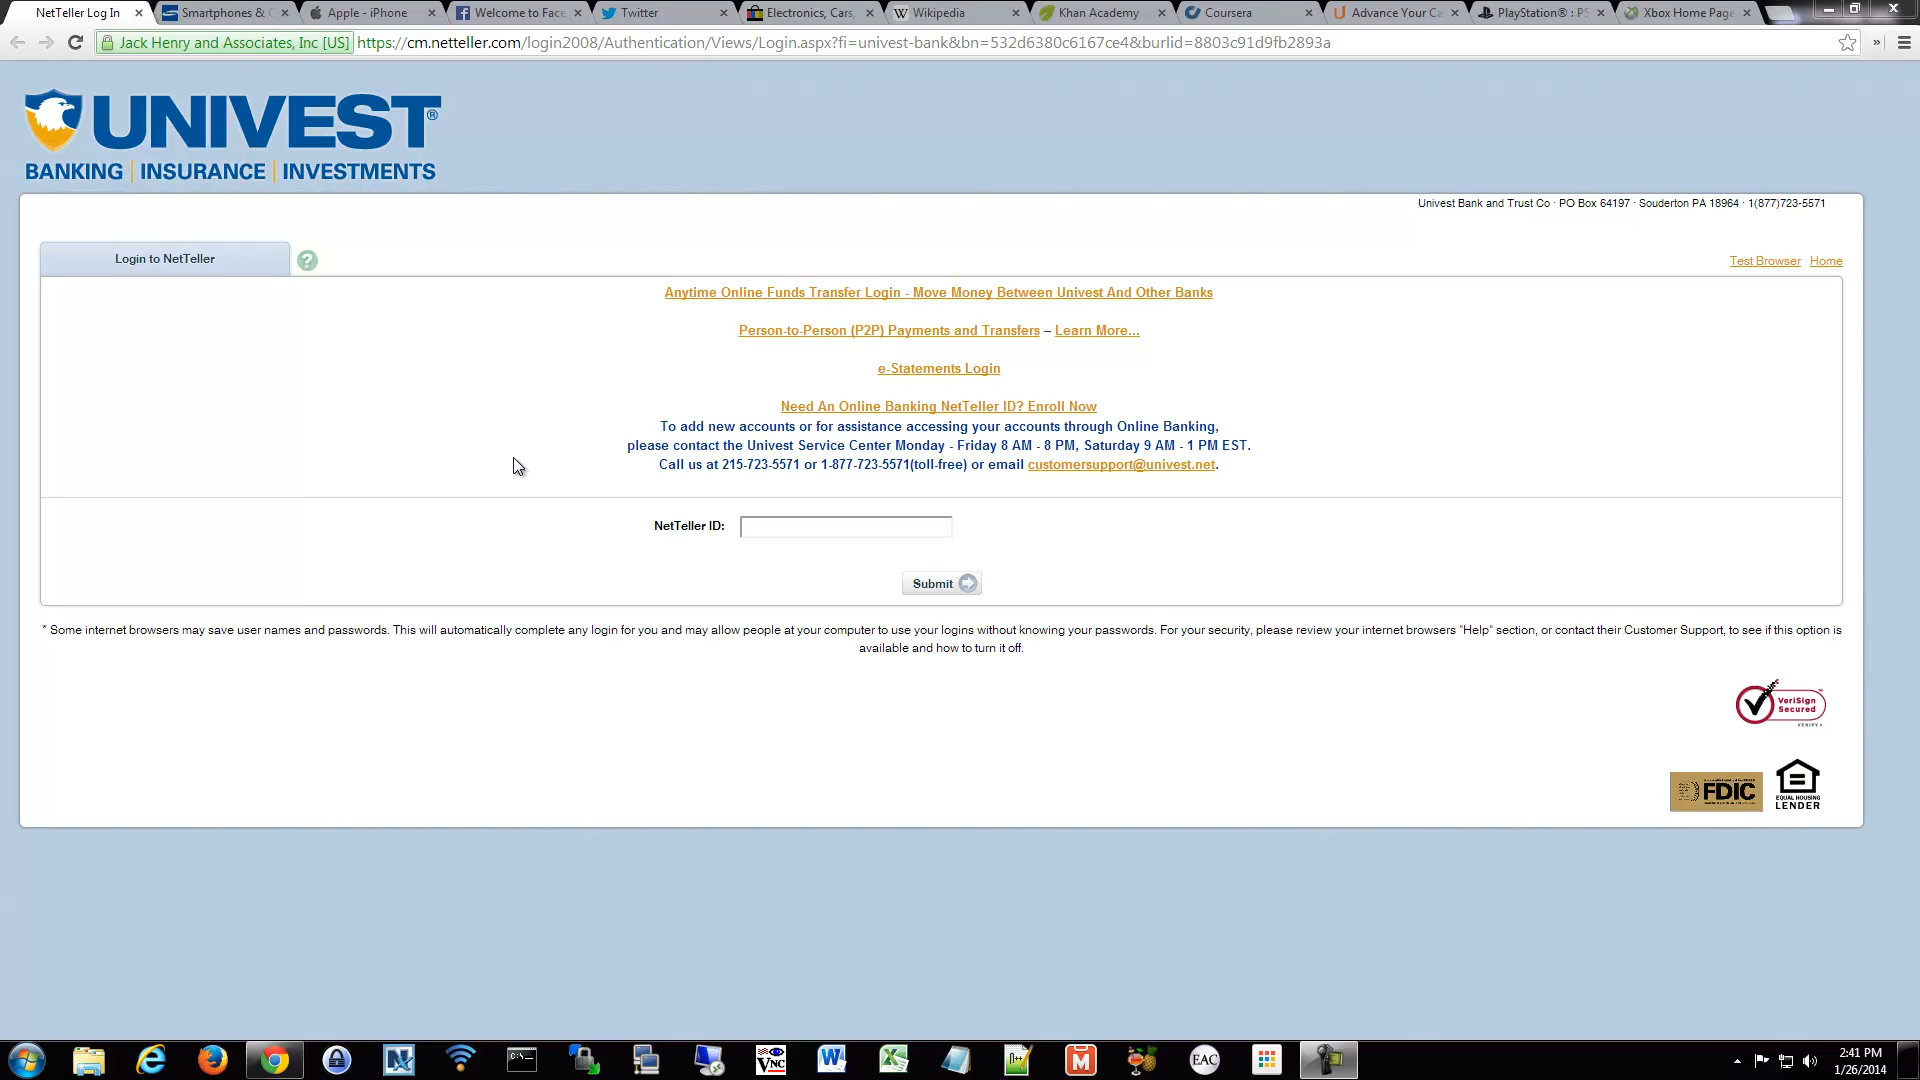 NetTeller Log In
Smartphones & C
Apple - iPhone
Welcome to Face
Twitter
Electronics, Cars,
Wikipedia
Khan Academy
Coursera
Advance Your Ca
PlayStation® : PS
Xbox Home Page
Jack Henry and Associates, Inc [US]
https://cm.netteller.com/login2008/Authentication/Views/Login.aspx?fi=univest-bank&bn=532d6380c6167ce4&burlid=8803c91d9fb2893a
UNIVEST®
BANKING | INSURANCE | INVESTMENTS
Univest Bank and Trust Co · PO Box 64197 · Souderton PA 18964 · 1(877)723-5571
Login to NetTeller
?
Test Browser Home
Anytime Online Funds Transfer Login - Move Money Between Univest And Other Banks
Person-to-Person (P2P) Payments and Transfers – Learn More...
e-Statements Login
Need An Online Banking NetTeller ID? Enroll Now
To add new accounts or for assistance accessing your accounts through Online Banking,
please contact the Univest Service Center Monday - Friday 8 AM - 8 PM, Saturday 9 AM - 1 PM EST.
Call us at 215-723-5571 or 1-877-723-5571(toll-free) or email customersupport@univest.net.
NetTeller ID:
Submit
* Some internet browsers may save user names and passwords. This will automatically complete any login for you and may allow people at your computer to use your logins without knowing your passwords. For your security, please review your internet browsers "Help" section, or contact their Customer Support, to see if this option is
available and how to turn it off.
VeriSign
Secured
VERIFY
FDIC
EQUAL HOUSING
LENDER
C:\
VNC
W
X
n++
M
EAC
2:41 PM
1/26/2014